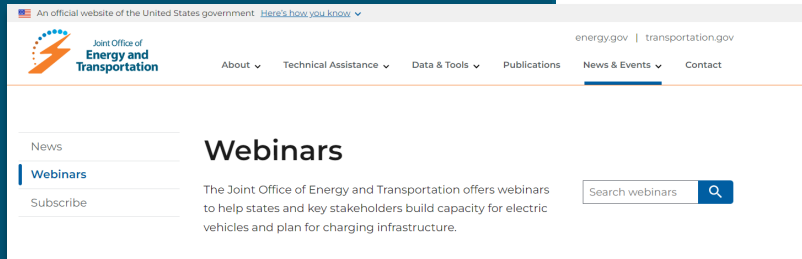 An official website of the United States government Here's how you know
energy.gov | transportation.gov
Joint Office of
Energy and
Transportation
About Technical Assistance Data & Tools Publications News & Events Contact
News
Webinars
Subscribe
Webinars
The Joint Office of Energy and Transportation offers webinars
to help states and key stakeholders build capacity for electric
vehicles and plan for charging infrastructure.
Search webinars